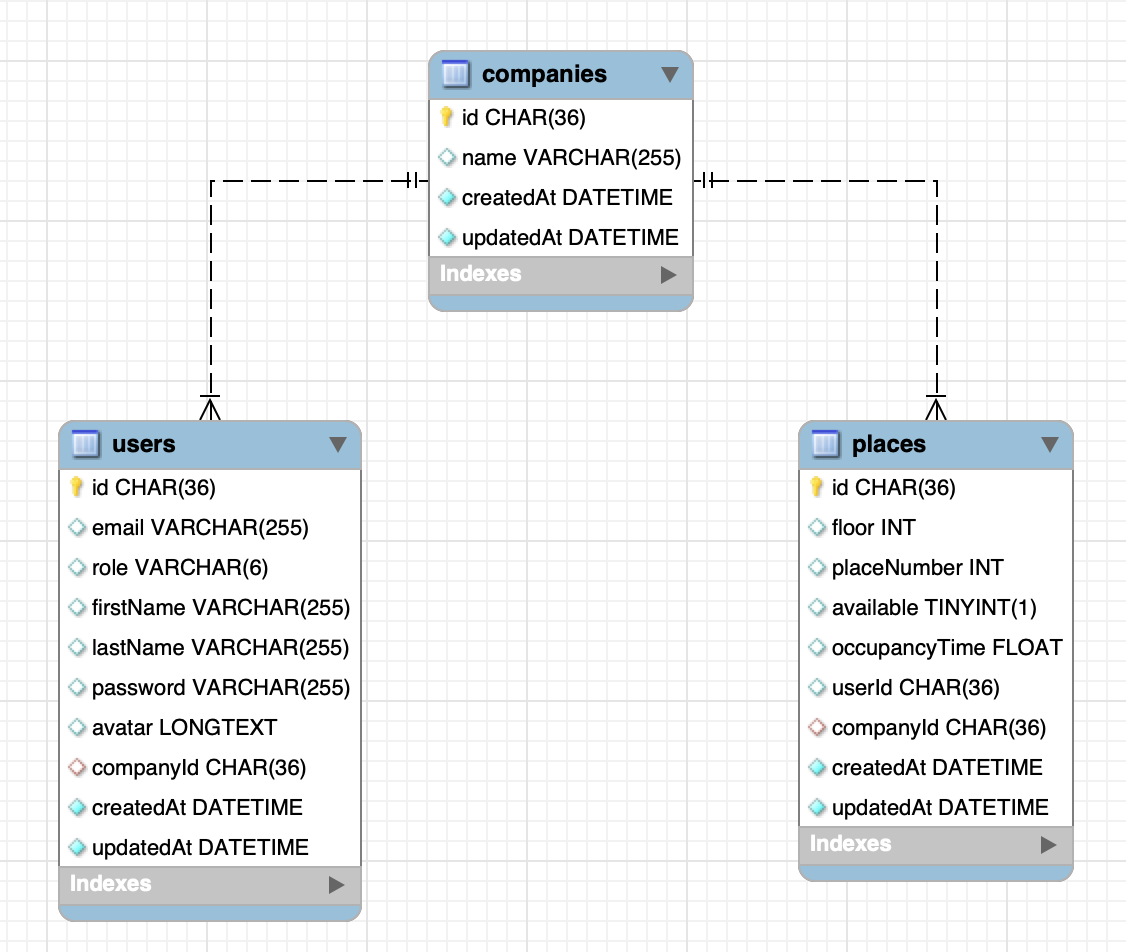 companies
id CHAR(36)
name VARCHAR(255)
createdAt DATETIME
updatedAt DATETIME
Indexes
users
id CHAR(36)
email VARCHAR(255)
role VARCHAR(6)
firstName VARCHAR(255)
lastName VARCHAR(255)
password VARCHAR(255)
avatar LONGTEXT
companyId CHAR(36)
createdAt DATETIME
updatedAt DATETIME
Indexes
places
id CHAR(36)
floor INT
placeNumber INT
available TINYINT(1)
occupancyTime FLOAT
userId CHAR(36)
companyId CHAR(36)
createdAt DATETIME
updatedAt DATETIME
Indexes